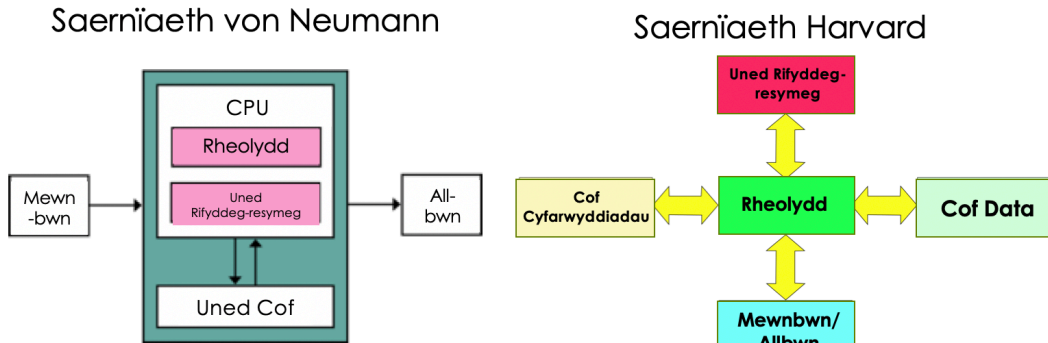 Saernïaeth von Neumann
CPU
Rheolydd
Uned
Rifyddeg-resymeg
Mewn
-bwn
All-
bwn
Uned Cof
Saernïaeth Harvard
Uned Rifyddeg-
resymeg
Cof
Cyfarwyddiadau
Rheolydd
Cof Data
Mewnbwn/
Allbwn